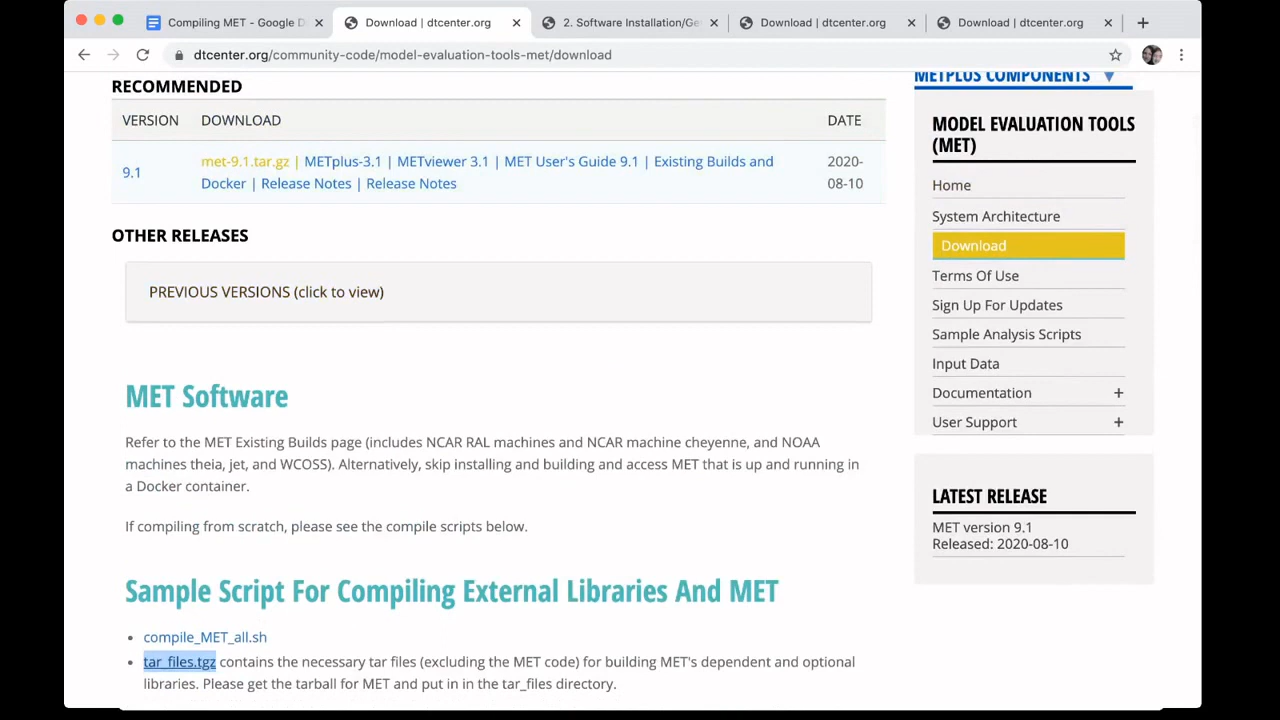 Compiling MET - Google D
Download | dtcenter.org
2. Software Installation/Ge
Download | dtcenter.org
Download | dtcenter.org
dtcenter.org/community-code/model-evaluation-tools-met/download
METPLUS COMPONENTS
RECOMMENDED
VERSION DOWNLOAD DATE
9.1 met-9.1.tar.gz | METplus-3.1 | METviewer 3.1 | MET User's Guide 9.1 | Existing Builds and 2020-
Docker | Release Notes | Release Notes 08-10
OTHER RELEASES
PREVIOUS VERSIONS (click to view)
MET Software
Refer to the MET Existing Builds page (includes NCAR RAL machines and NCAR machine cheyenne, and NOAA
machines theia, jet, and WCOSS). Alternatively, skip installing and building and access MET that is up and running in
a Docker container.
If compiling from scratch, please see the compile scripts below.
Sample Script For Compiling External Libraries And MET
• compile_MET_all.sh
• tar_files.tgz contains the necessary tar files (excluding the MET code) for building MET's dependent and optional
libraries. Please get the tarball for MET and put in in the tar_files directory.
MODEL EVALUATION TOOLS
(MET)
Home
System Architecture
Download
Terms Of Use
Sign Up For Updates
Sample Analysis Scripts
Input Data
Documentation +
User Support +
LATEST RELEASE
MET version 9.1
Released: 2020-08-10